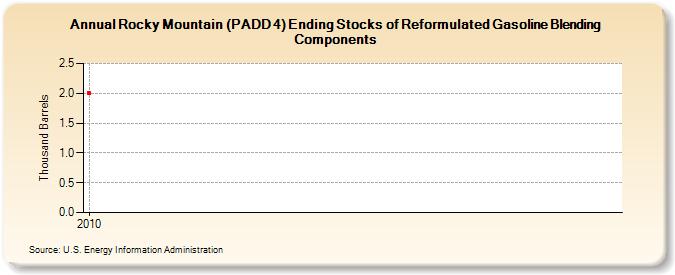 Annual Rocky Mountain (PADD 4) Ending Stocks of Reformulated Gasoline Blending
Components
Thousand Barrels
2.5
2.0
1.5
1.0
0.5
0.0
2010
Source: U.S. Energy Information Administration